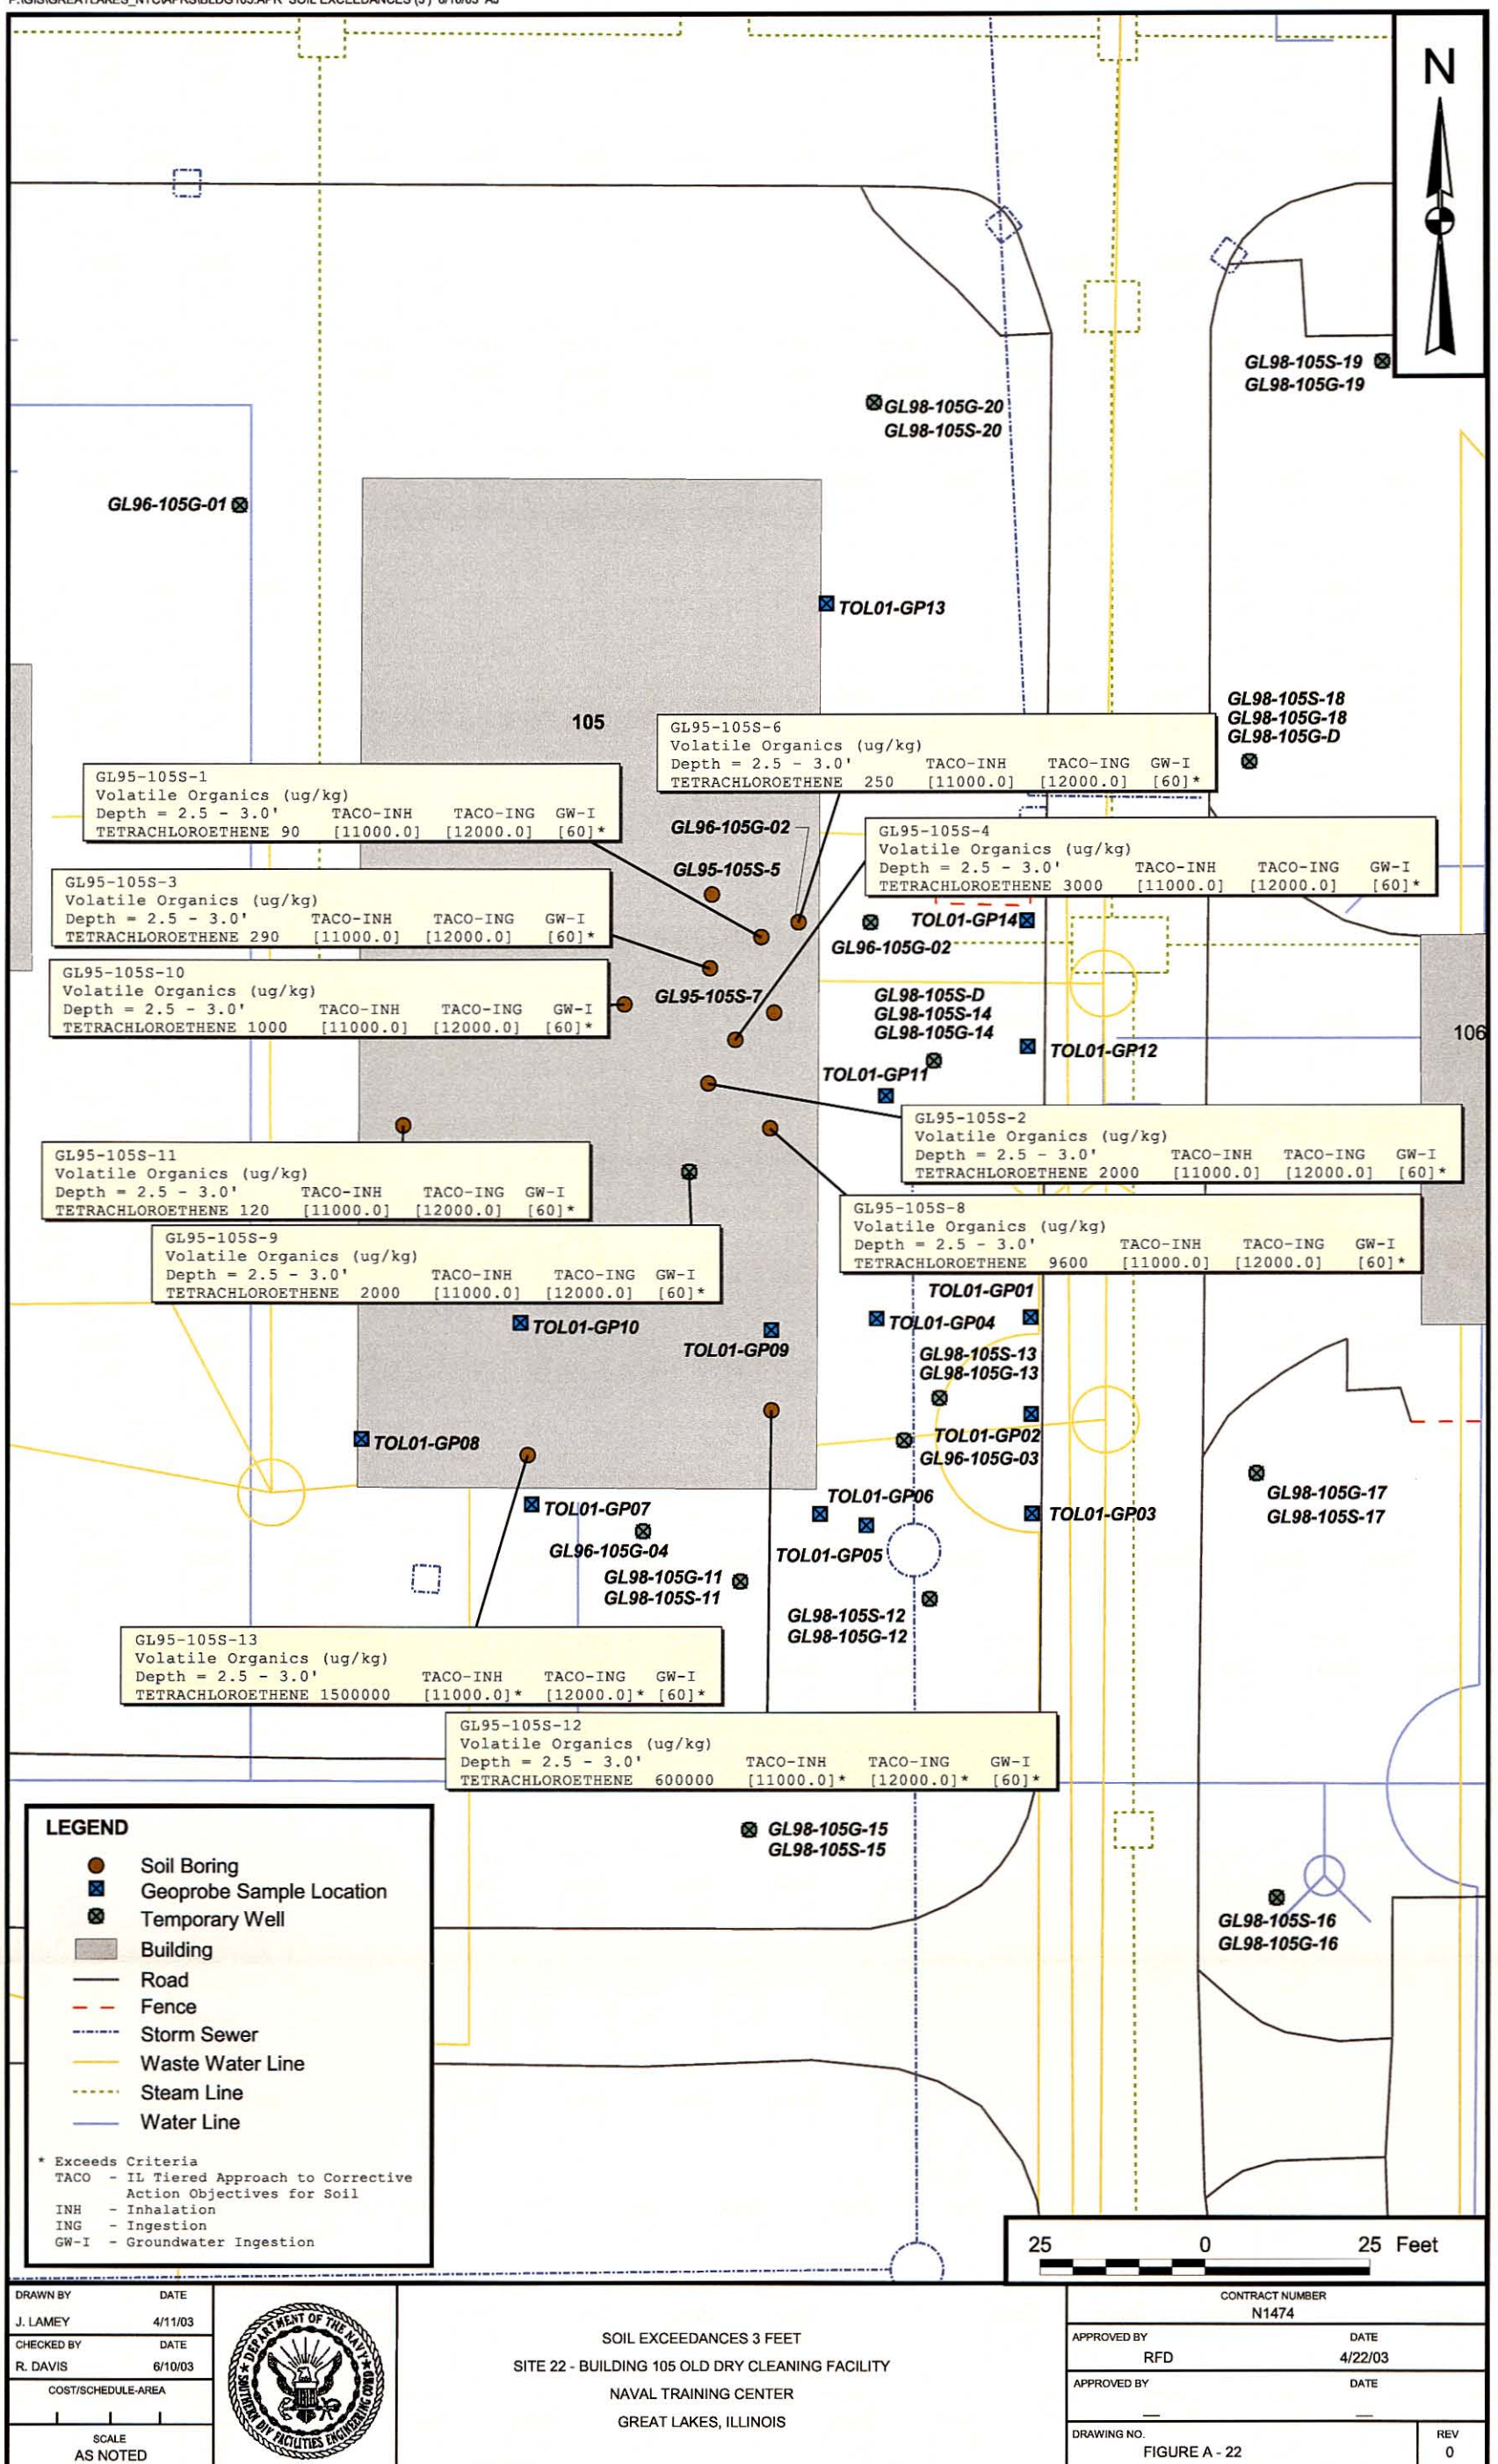 N
GL98-105S-19
GL98-105G-19
GL98-105G-20
GL98-105S-20
GL96-105G-01
TOL01-GP13
GL98-105S-18
GL98-105G-18
GL98-105G-D
105
GL95-105S-6
Volatile Organics (ug/kg)
Depth = 2.5 - 3.0' TACO-INH TACO-ING GW-I
TETRACHLOROETHENE 250 [11000.0] [12000.0] [60]*
GL95-105S-1
Volatile Organics (ug/kg)
Depth = 2.5 - 3.0' TACO-INH TACO-ING GW-I
TETRACHLOROETHENE 90 [11000.0] [12000.0] [60]*
GL96-105G-02
GL95-105S-5
GL95-105S-4
Volatile Organics (ug/kg)
Depth = 2.5 - 3.0' TACO-INH TACO-ING GW-I
TETRACHLOROETHENE 3000 [11000.0] [12000.0] [60]*
GL95-105S-3
Volatile Organics (ug/kg)
Depth = 2.5 - 3.0' TACO-INH TACO-ING GW-I
TETRACHLOROETHENE 290 [11000.0] [12000.0] [60]*
TOL01-GP14
GL96-105G-02
GL95-105S-10
Volatile Organics (ug/kg)
Depth = 2.5 - 3.0' TACO-INH TACO-ING GW-I
TETRACHLOROETHENE 1000 [11000.0] [12000.0] [60]*
GL95-105S-7
GL98-105S-D
GL98-105S-14
GL98-105G-14
106
TOL01-GP12
TOL01-GP11
GL95-105S-2
Volatile Organics (ug/kg)
Depth = 2.5 - 3.0' TACO-INH TACO-ING GW-I
TETRACHLOROETHENE 2000 [11000.0] [12000.0] [60]*
GL95-105S-11
Volatile Organics (ug/kg)
Depth = 2.5 - 3.0' TACO-INH TACO-ING GW-I
TETRACHLOROETHENE 120 [11000.0] [12000.0] [60]*
GL95-105S-8
Volatile Organics (ug/kg)
Depth = 2.5 - 3.0' TACO-INH TACO-ING GW-I
TETRACHLOROETHENE 9600 [11000.0] [12000.0] [60]*
GL95-105S-9
Volatile Organics (ug/kg)
Depth = 2.5 - 3.0' TACO-INH TACO-ING GW-I
TETRACHLOROETHENE 2000 [11000.0] [12000.0] [60]*
TOL01-GP01
TOL01-GP10
TOL01-GP04
TOL01-GP09
GL98-105S-13
GL98-105G-13
TOL01-GP08
TOL01-GP02
GL96-105G-03
TOL01-GP07
TOL01-GP06
TOL01-GP03
GL98-105G-17
GL98-105S-17
GL96-105G-04
TOL01-GP05
GL98-105G-11
GL98-105S-11
GL98-105S-12
GL98-105G-12
GL95-105S-13
Volatile Organics (ug/kg)
Depth = 2.5 - 3.0' TACO-INH TACO-ING GW-I
TETRACHLOROETHENE 1500000 [11000.0]* [12000.0]* [60]*
GL95-105S-12
Volatile Organics (ug/kg)
Depth = 2.5 - 3.0' TACO-INH TACO-ING GW-I
TETRACHLOROETHENE 600000 [11000.0]* [12000.0]* [60]*
GL98-105G-15
GL98-105S-15
GL98-105S-16
GL98-105G-16
LEGEND
Soil Boring
Geoprobe Sample Location
Temporary Well
Building
Road
Fence
Storm Sewer
Waste Water Line
Steam Line
Water Line
* Exceeds Criteria
TACO - IL Tiered Approach to Corrective
Action Objectives for Soil
INH - Inhalation
ING - Ingestion
GW-I - Groundwater Ingestion
25 0 25 Feet
DRAWN BY DATE
J. LAMEY 4/11/03
CHECKED BY DATE
R. DAVIS 6/10/03
COST/SCHEDULE-AREA
SCALE
AS NOTED
DEPARTMENT OF THE NAVY
SOUTHERN DIV FACILITIES ENGINEERING COMD
SOIL EXCEEDANCES 3 FEET
SITE 22 - BUILDING 105 OLD DRY CLEANING FACILITY
NAVAL TRAINING CENTER
GREAT LAKES, ILLINOIS
CONTRACT NUMBER
N1474
APPROVED BY DATE
RFD 4/22/03
APPROVED BY DATE
— —
DRAWING NO. REV
FIGURE A - 22 0